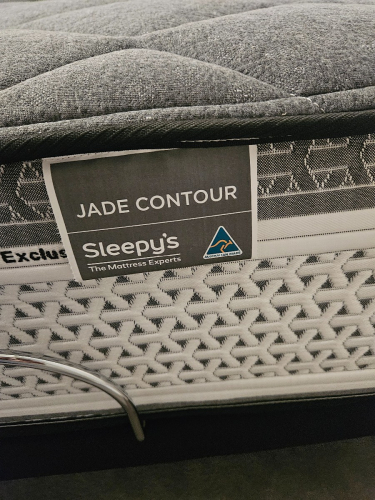 JADE CONTOUR
Exclus
Sleepy's
The Mattress Experts